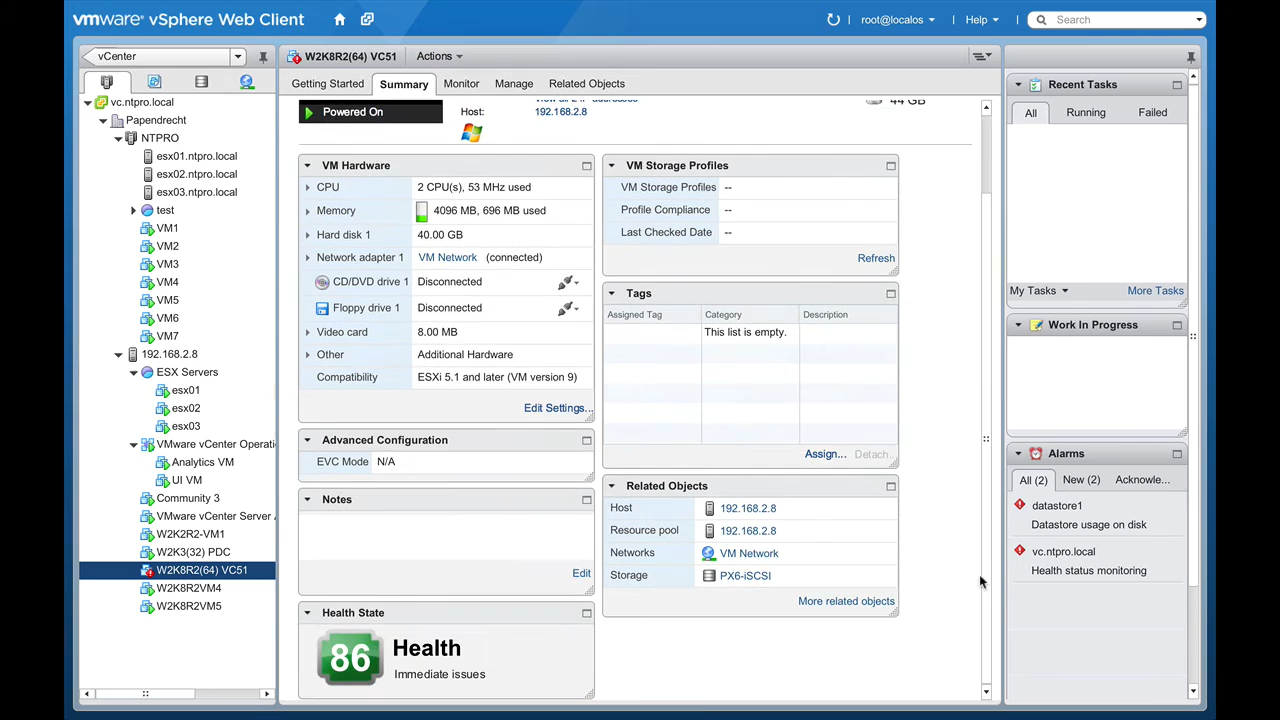 vmware® vSphere Web Client
root@localos
Help
Search
vCenter
vc.ntpro.local
Papendrecht
NTPRO
esx01.ntpro.local
esx02.ntpro.local
esx03.ntpro.local
test
VM1
VM2
VM3
VM4
VM5
VM6
VM7
192.168.2.8
ESX Servers
esx01
esx02
esx03
VMware vCenter Operati
Analytics VM
UI VM
Community 3
VMware vCenter Server
W2K2R2-VM1
W2K3(32) PDC
W2K8R2(64) VC51
W2K8R2VM4
W2K8R2VM5
W2K8R2(64) VC51
Actions
Getting Started
Summary
Monitor
Manage
Related Objects
Powered On
View all 2 IP addresses
Host:
192.168.2.8
44 GB
VM Hardware
CPU
2 CPU(s), 53 MHz used
Memory
4096 MB, 696 MB used
Hard disk 1
40.00 GB
Network adapter 1
VM Network (connected)
CD/DVD drive 1
Disconnected
Floppy drive 1
Disconnected
Video card
8.00 MB
Other
Additional Hardware
Compatibility
ESXi 5.1 and later (VM version 9)
Edit Settings...
Advanced Configuration
EVC Mode
N/A
Notes
Edit
Health State
86
Health
Immediate issues
VM Storage Profiles
VM Storage Profiles
--
Profile Compliance
--
Last Checked Date
--
Refresh
Tags
Assigned Tag
Category
Description
This list is empty.
Assign...
Detach..
Related Objects
Host
192.168.2.8
Resource pool
192.168.2.8
Networks
VM Network
Storage
PX6-iSCSI
More related objects
Recent Tasks
All
Running
Failed
My Tasks
More Tasks
Work In Progress
Alarms
All (2)
New (2)
Acknowle...
datastore1
Datastore usage on disk
vc.ntpro.local
Health status monitoring